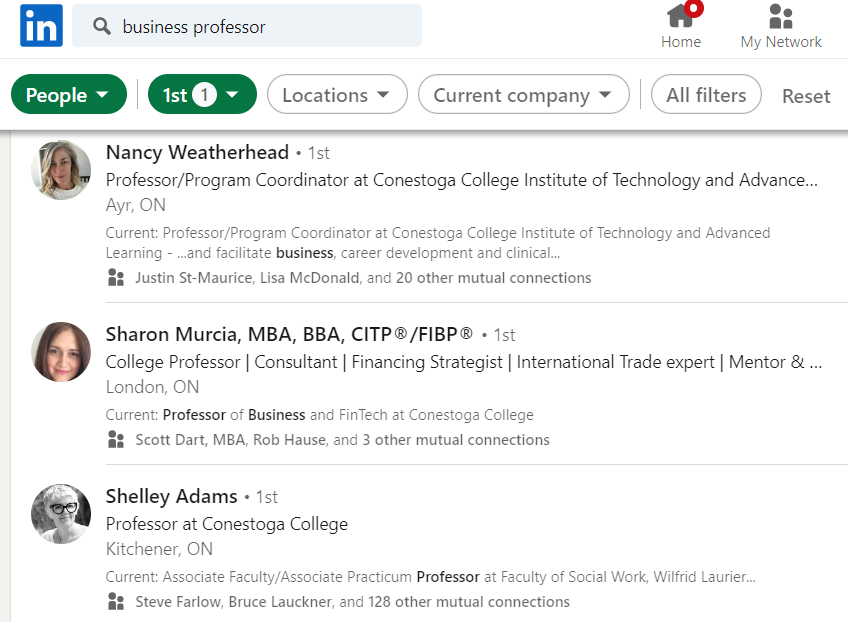 in business professor
Home My Network
People 1st 1 Locations Current company All filters Reset
Nancy Weatherhead • 1st
Professor/Program Coordinator at Conestoga College Institute of Technology and Advance...
Ayr, ON
Current: Professor/Program Coordinator at Conestoga College Institute of Technology and Advanced
Learning - ...and facilitate business, career development and clinical...
Justin St-Maurice, Lisa McDonald, and 20 other mutual connections
Sharon Murcia, MBA, BBA, CITP®/FIBP® • 1st
College Professor | Consultant | Financing Strategist | International Trade expert | Mentor & ...
London, ON
Current: Professor of Business and FinTech at Conestoga College
Scott Dart, MBA, Rob Hause, and 3 other mutual connections
Shelley Adams • 1st
Professor at Conestoga College
Kitchener, ON
Current: Associate Faculty/Associate Practicum Professor at Faculty of Social Work, Wilfrid Laurier...
Steve Farlow, Bruce Lauckner, and 128 other mutual connections